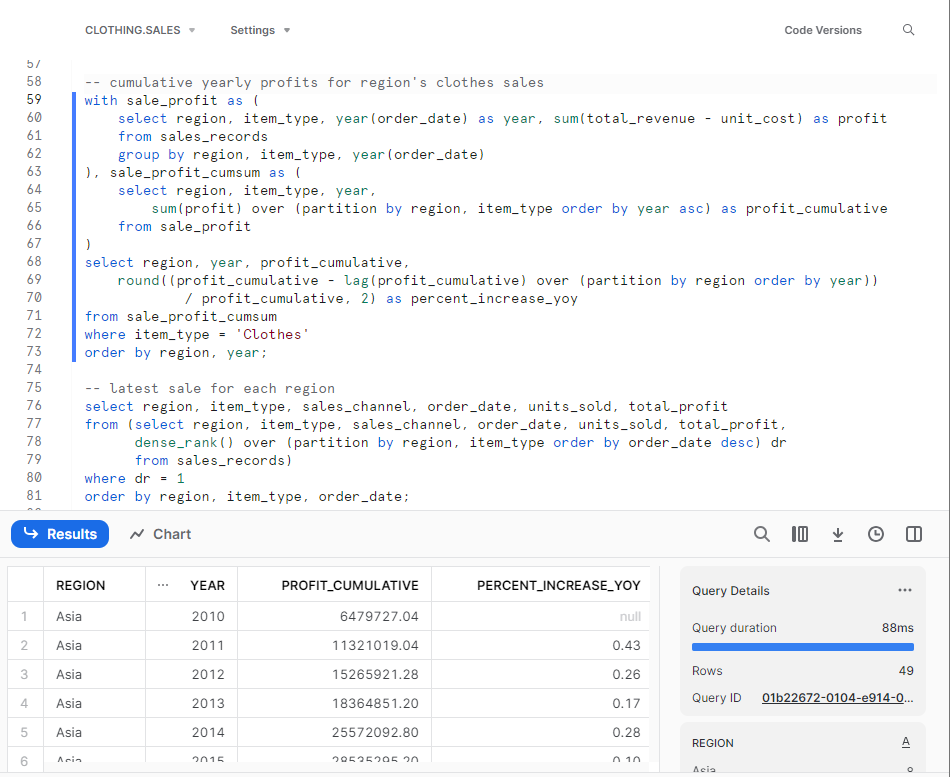 CLOTHING.SALES Settings Code Versions
57
58 -- cumulative yearly profits for region's clothes sales
59 with sale_profit as (
60 select region, item_type, year(order_date) as year, sum(total_revenue - unit_cost) as profit
61 from sales_records
62 group by region, item_type, year(order_date)
63 ), sale_profit_cumsum as (
64 select region, item_type, year,
65 sum(profit) over (partition by region, item_type order by year asc) as profit_cumulative
66 from sale_profit
67 )
68 select region, year, profit_cumulative,
69 round((profit_cumulative - lag(profit_cumulative) over (partition by region order by year))
70 / profit_cumulative, 2) as percent_increase_yoy
71 from sale_profit_cumsum
72 where item_type = 'Clothes'
73 order by region, year;
74
75 -- latest sale for each region
76 select region, item_type, sales_channel, order_date, units_sold, total_profit
77 from (select region, item_type, sales_channel, order_date, units_sold, total_profit,
78 dense_rank() over (partition by region, item_type order by order_date desc) dr
79 from sales_records)
80 where dr = 1
81 order by region, item_type, order_date;
Results Chart
REGION ... YEAR PROFIT_CUMULATIVE PERCENT_INCREASE_YOY
1 Asia 2010 6479727.04 null
2 Asia 2011 11321019.04 0.43
3 Asia 2012 15265921.28 0.26
4 Asia 2013 18364851.20 0.17
5 Asia 2014 25572092.80 0.28
6 Asia 2015 28535295.20 0.10
Query Details ...
Query duration 88ms
Rows 49
Query ID 01b22672-0104-e914-0...
REGION A
Asia